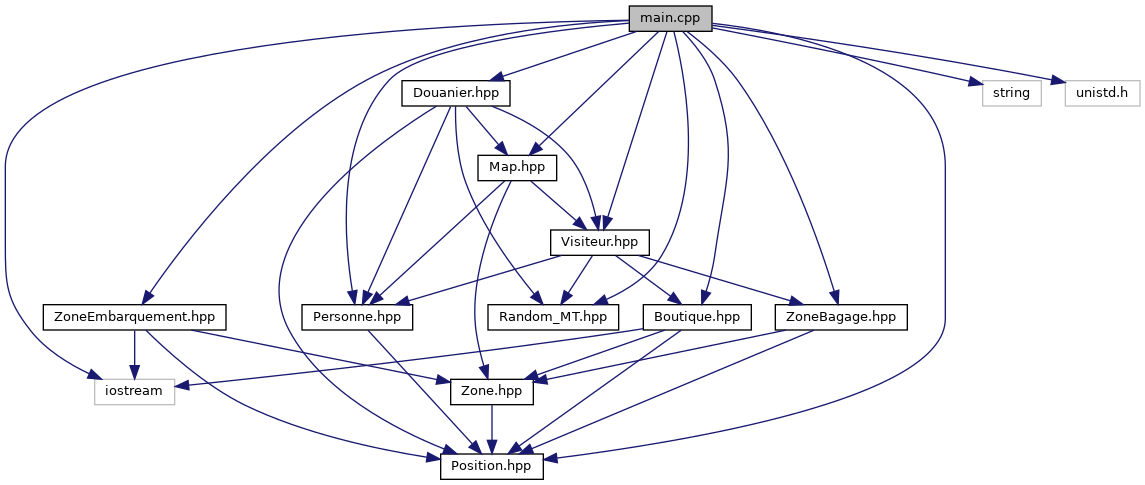 main.cpp
Douanier.hpp
string
unistd.h
Map.hpp
Visiteur.hpp
ZoneEmbarquement.hpp
Personne.hpp
Random_MT.hpp
Boutique.hpp
ZoneBagage.hpp
iostream
Zone.hpp
Position.hpp